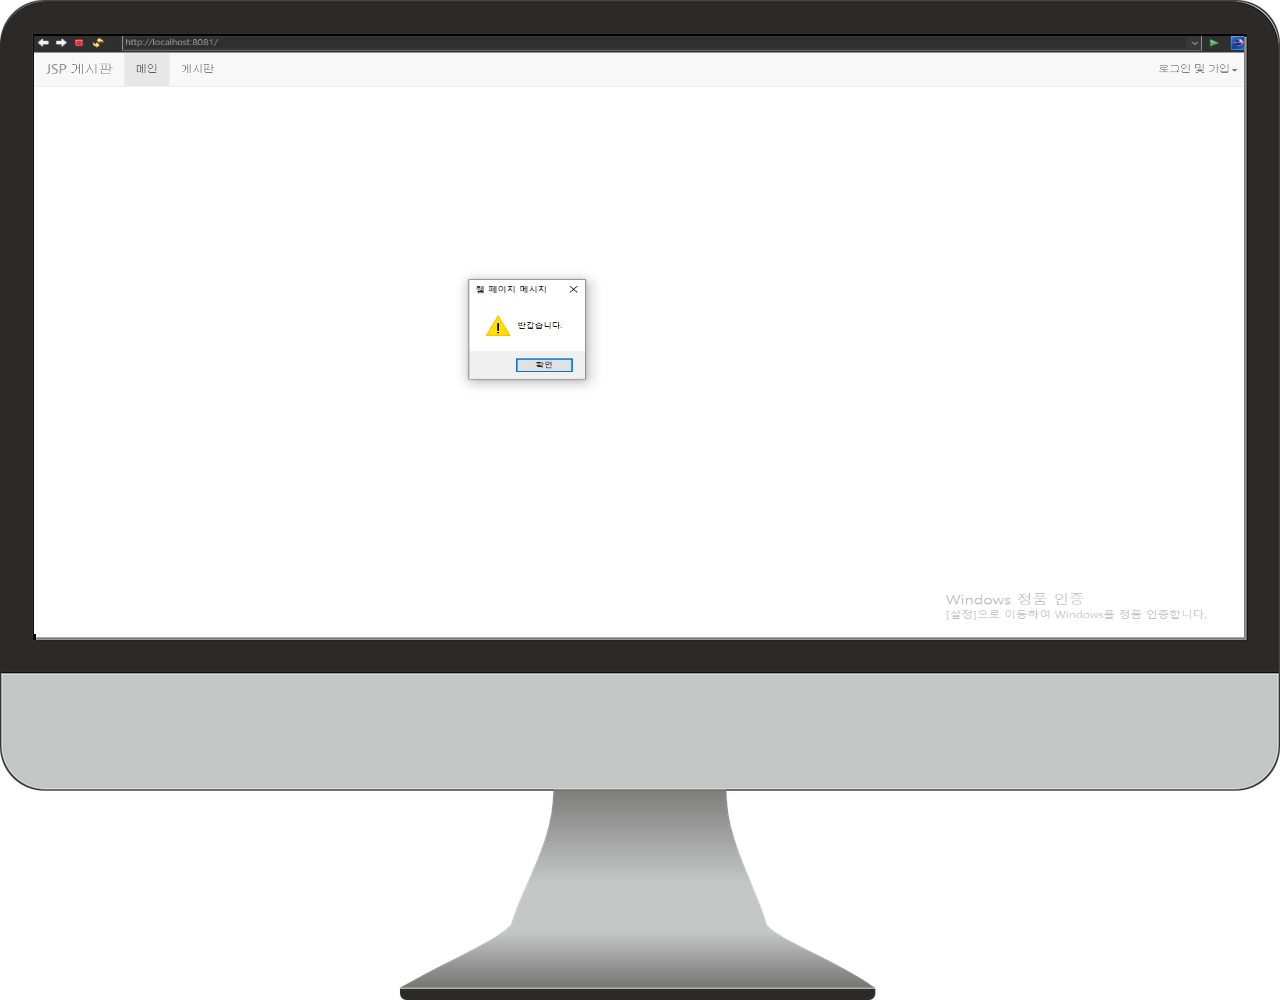 http://localhost:8081/
JSP 게시판 메인 게시판 로그인 및 가입
웹 페이지 메시지
반갑습니다.
확인
Windows 정품 인증
[설정]으로 이동하여 Windows를 정품 인증합니다.